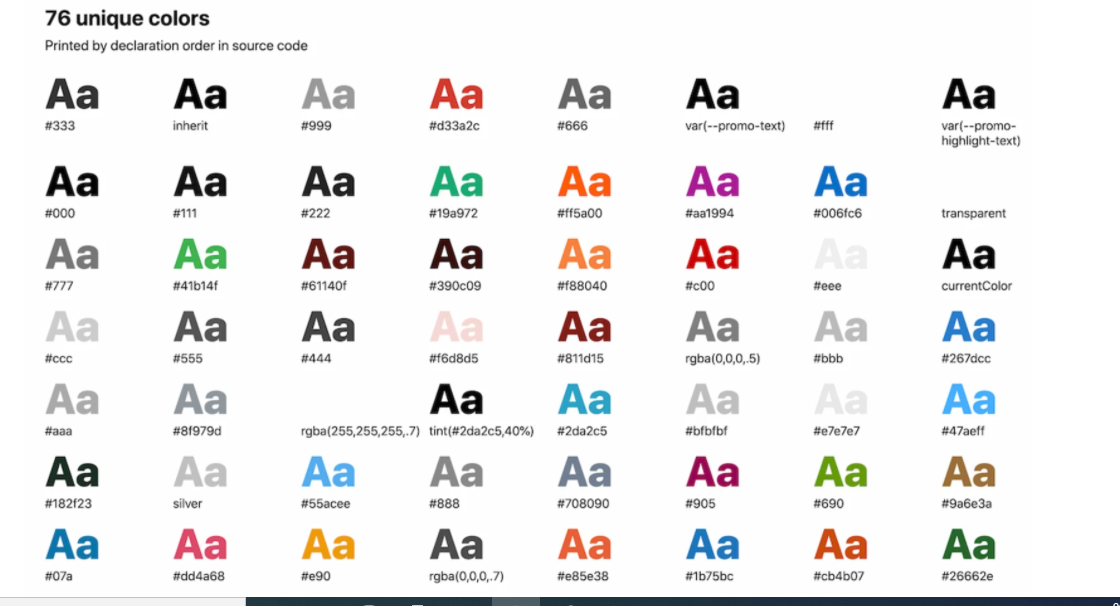 76 unique colors
Printed by declaration order in source code
Aa Aa Aa Aa Aa Aa Aa
#333 inherit #999 #d33a2c #666 var(--promo-text) #fff var(--promo-
highlight-text)
Aa Aa Aa Aa Aa Aa Aa
#000 #111 #222 #19a972 #ff5a00 #aa1994 #006fc6 transparent
Aa Aa Aa Aa Aa Aa Aa Aa
#777 #41b14f #61140f #390c09 #f88040 #c00 #eee currentColor
Aa Aa Aa Aa Aa Aa Aa Aa
#ccc #555 #444 #f6d8d5 #811d15 rgba(0,0,0,.5) #bbb #267dcc
Aa Aa Aa Aa Aa Aa Aa
#aaa #8f979d rgba(255,255,255,.7) tint(#2da2c5,40%) #2da2c5 #bfbfbf #e7e7e7 #47aeff
Aa Aa Aa Aa Aa Aa Aa Aa
#182f23 silver #55acee #888 #708090 #905 #690 #9a6e3a
Aa Aa Aa Aa Aa Aa Aa Aa
#07a #dd4a68 #e90 rgba(0,0,0,.7) #e85e38 #1b75bc #cb4b07 #26662e